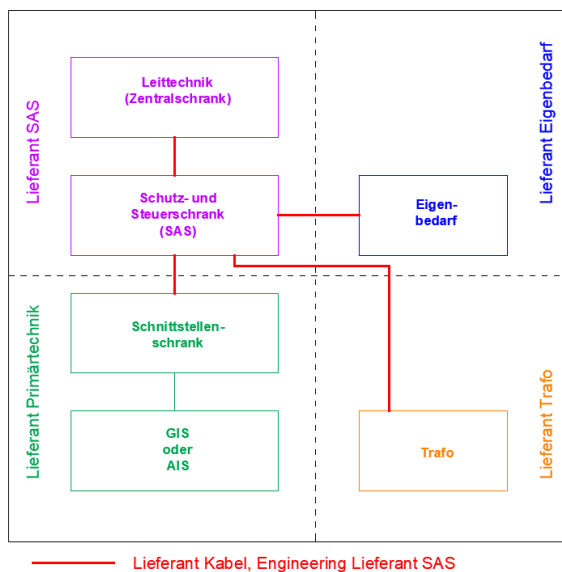 Lieferant SAS
Leittechnik
(Zentralschrank)
Schutz- und
Steuerschrank
(SAS)
Lieferant Eigenbedarf
Eigen-
bedarf
Lieferant Primärtechnik
Schnittstellen-
schrank
GIS
oder
AIS
Lieferant Trafo
Trafo
Lieferant Kabel, Engineering Lieferant SAS